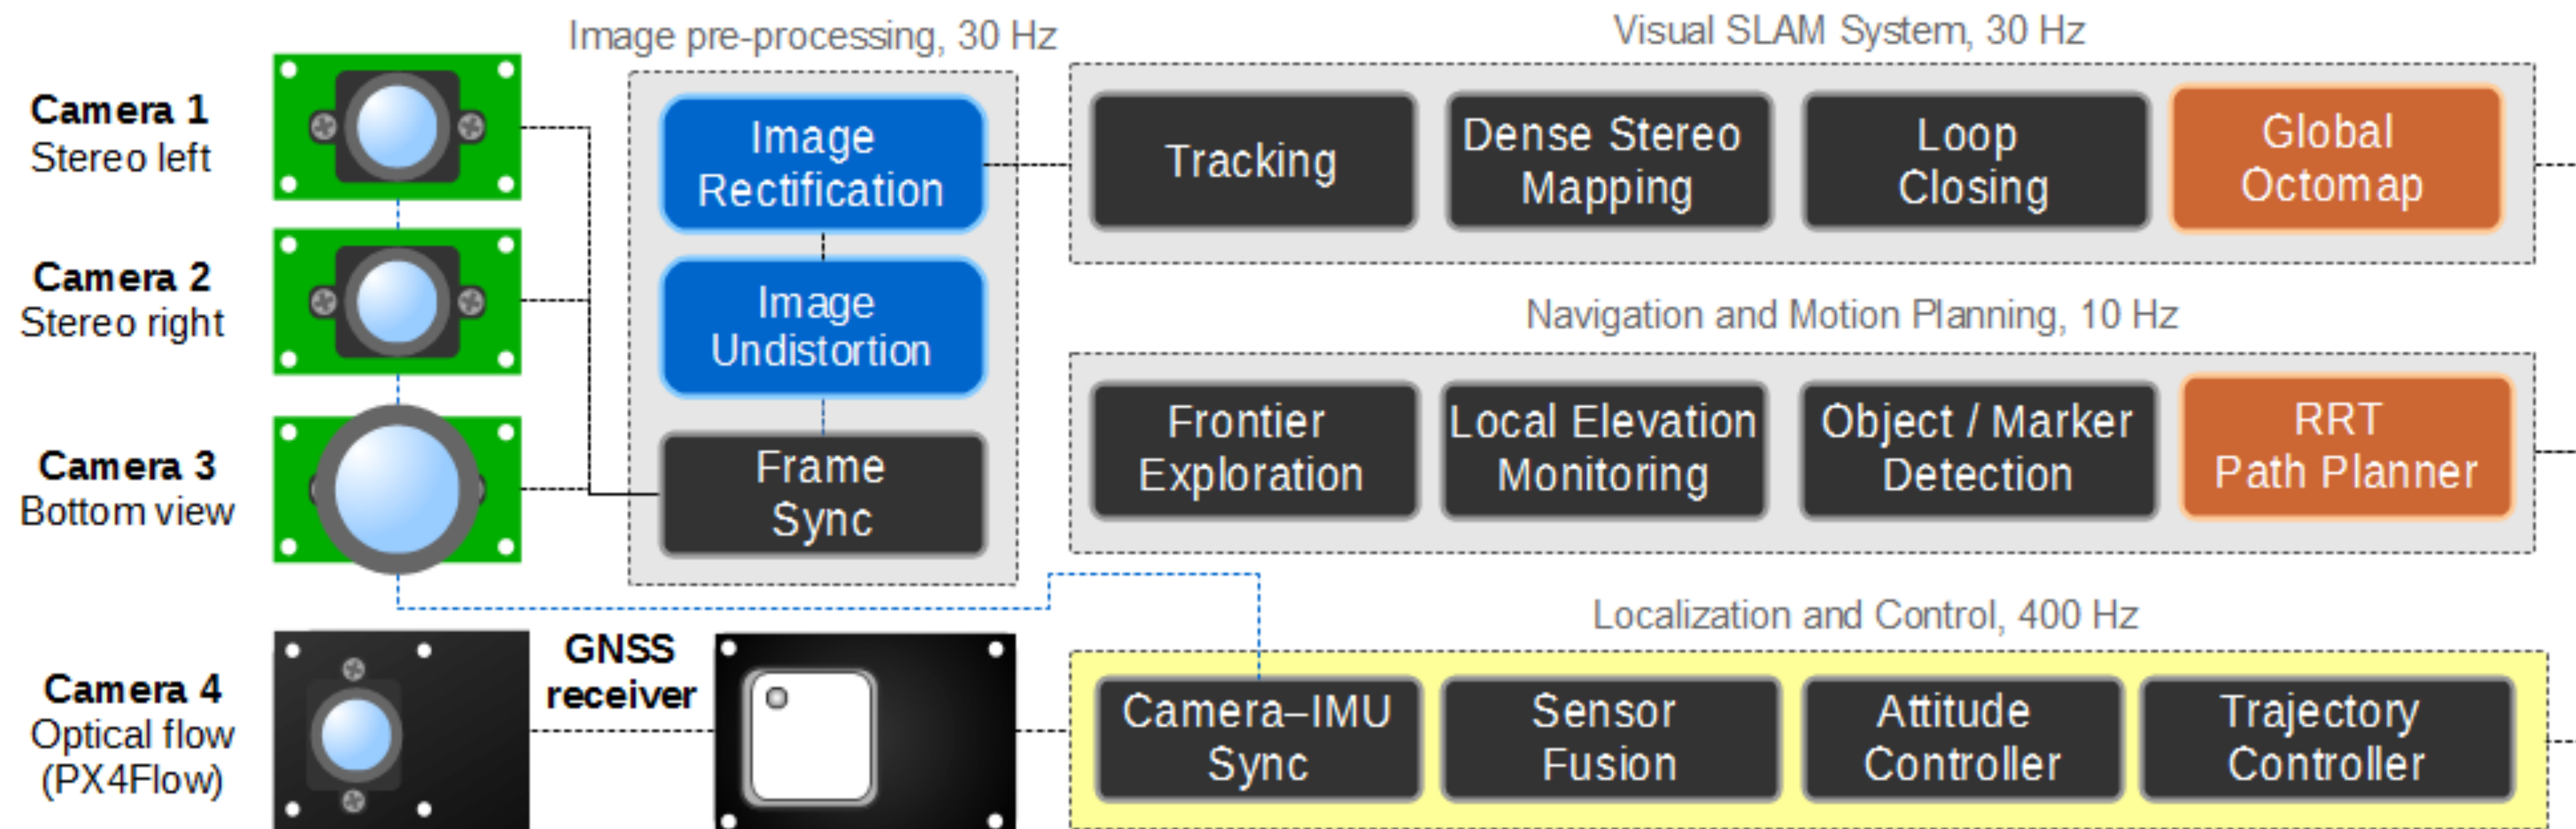 Image pre-processing, 30 Hz
Visual SLAM System, 30 Hz
Camera 1
Stereo left
Image
Rectification
Tracking
Dense Stereo
Mapping
Loop
Closing
Global
Octomap
Camera 2
Stereo right
Image
Undistortion
Navigation and Motion Planning, 10 Hz
Camera 3
Bottom view
Frame
Sync
Frontier
Exploration
Local Elevation
Monitoring
Object / Marker
Detection
RRT
Path Planner
Localization and Control, 400 Hz
Camera 4
Optical flow
(PX4Flow)
GNSS
receiver
Camera–IMU
Sync
Sensor
Fusion
Attitude
Controller
Trajectory
Controller